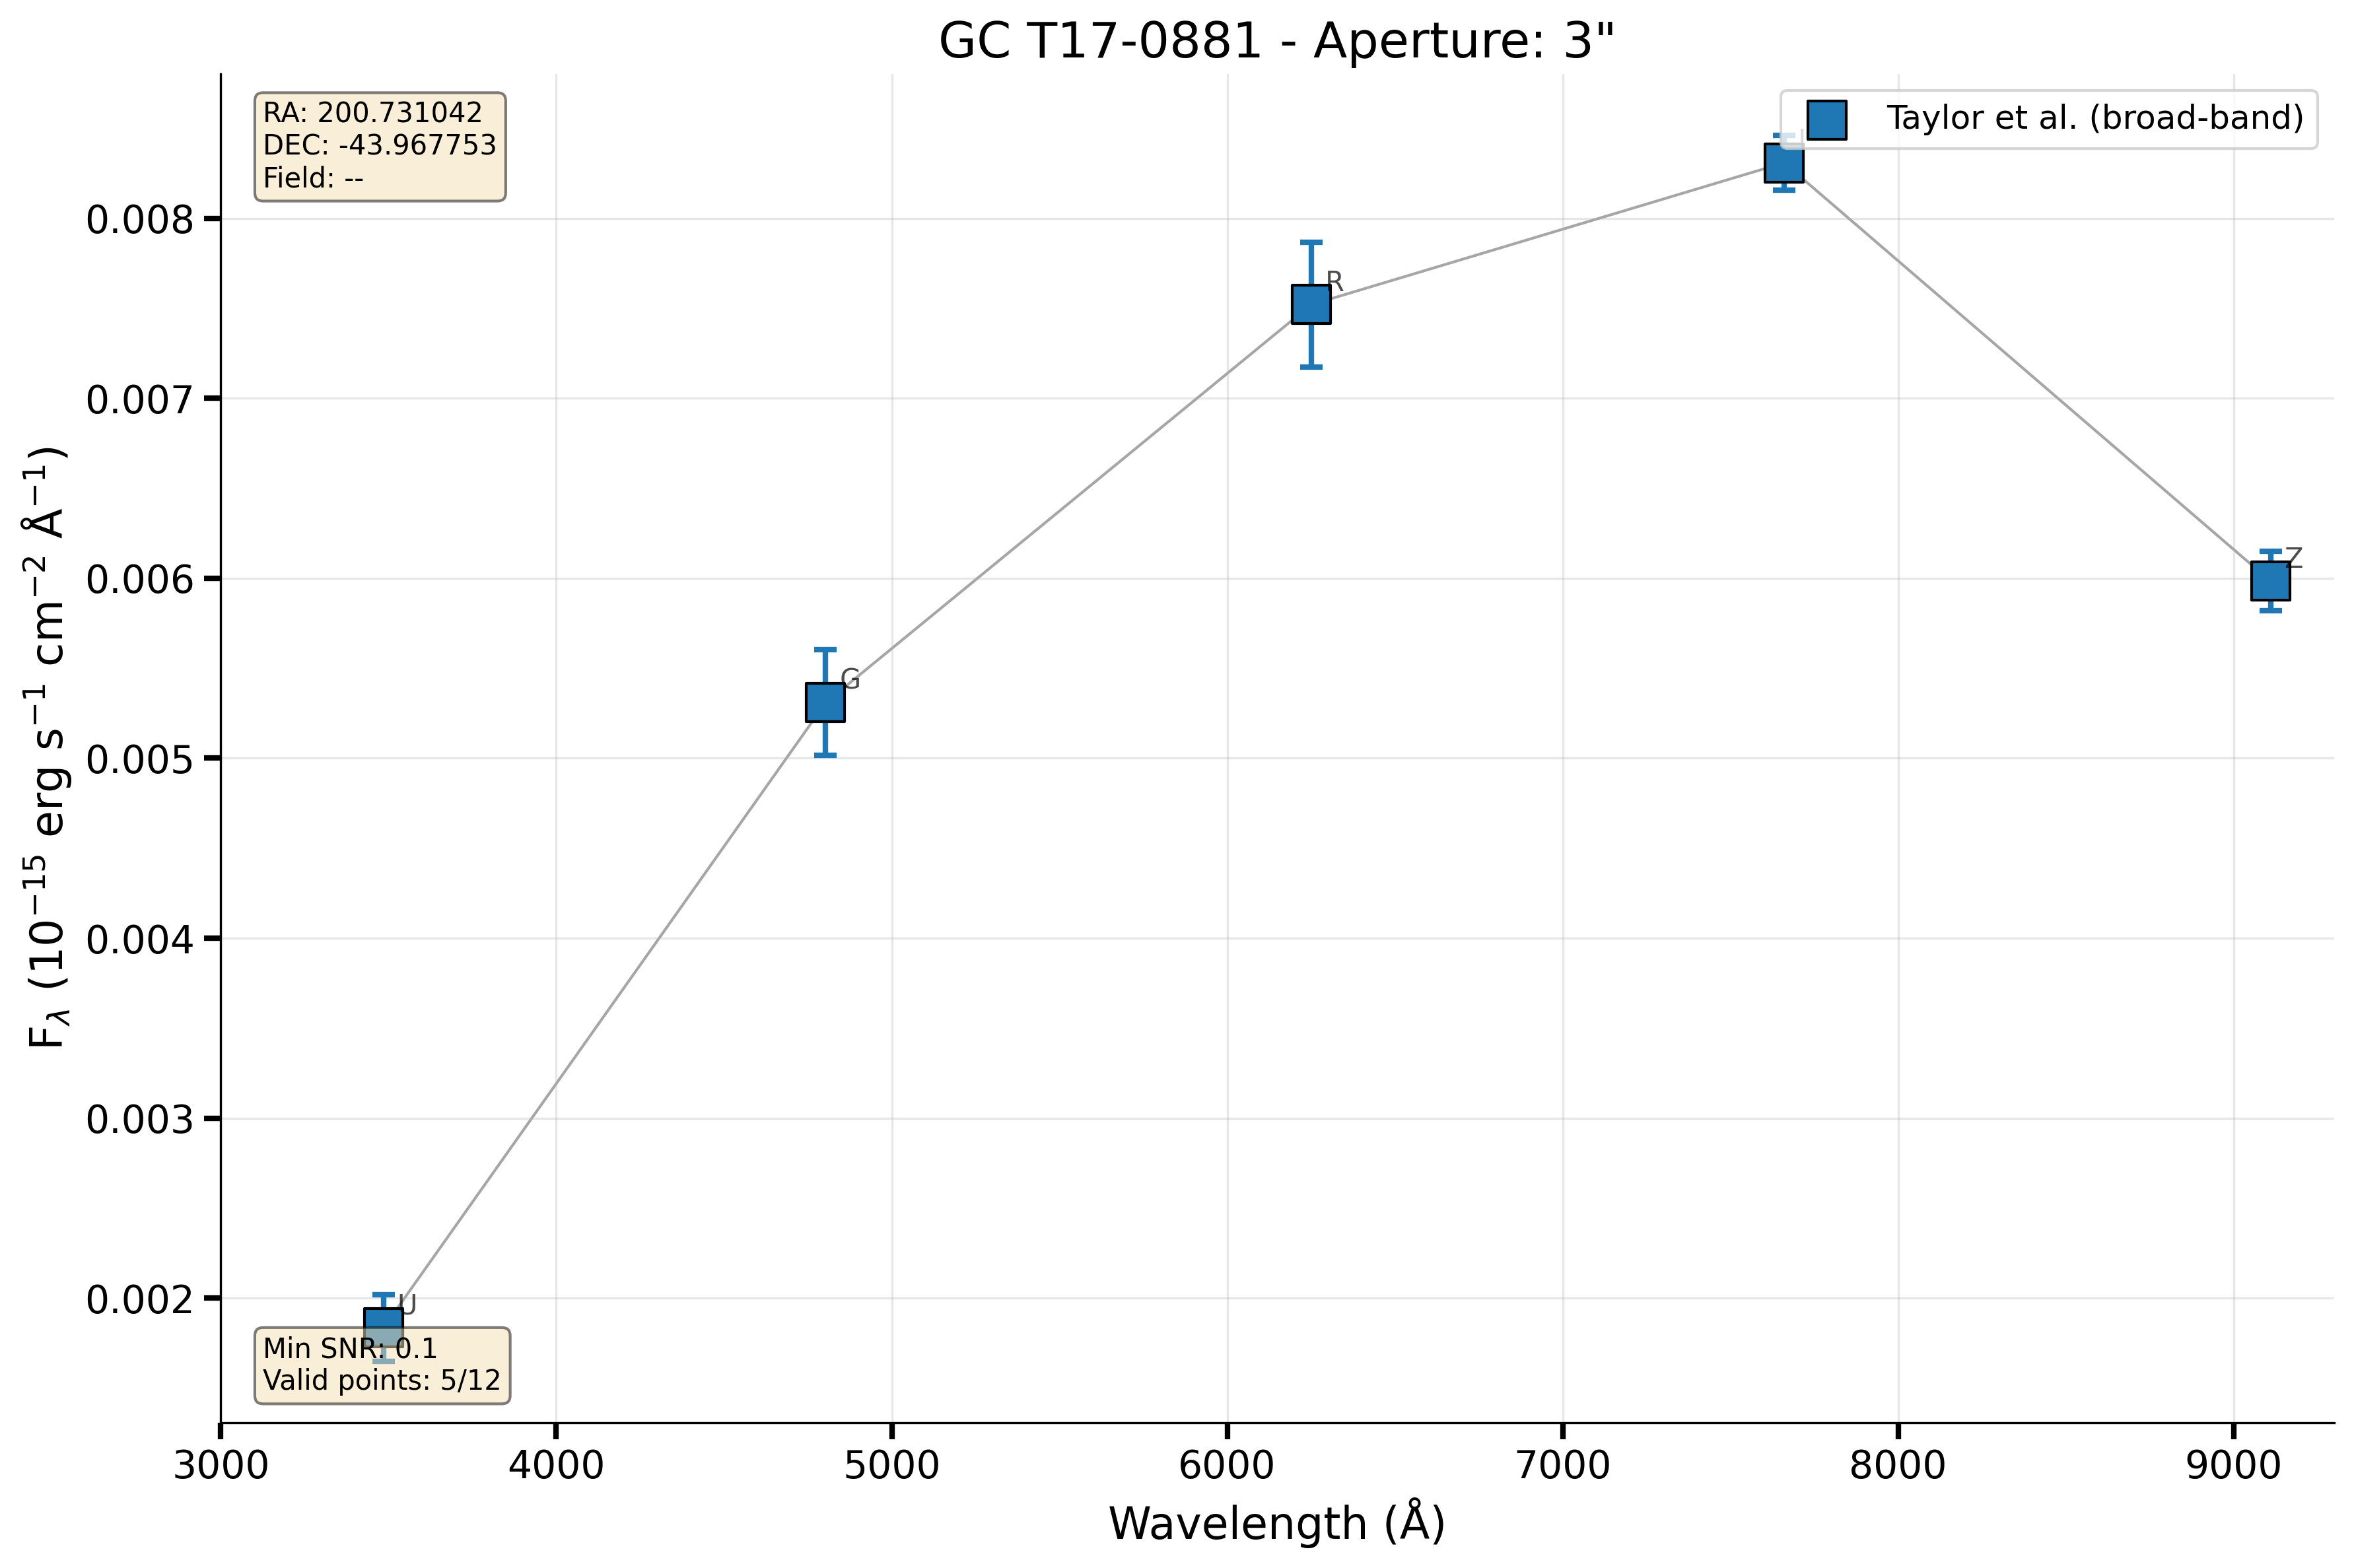 GC T17-0881 - Aperture: 3"
RA: 200.731042
DEC: -43.967753
Field: --
Taylor et al. (broad-band)
0.008
0.007
0.006
0.005
0.004
0.003
0.002
F_λ (10⁻¹⁵ erg s⁻¹ cm⁻² Å⁻¹)
U
G
R
I
Z
Min SNR: 0.1
Valid points: 5/12
3000 4000 5000 6000 7000 8000 9000
Wavelength (Å)